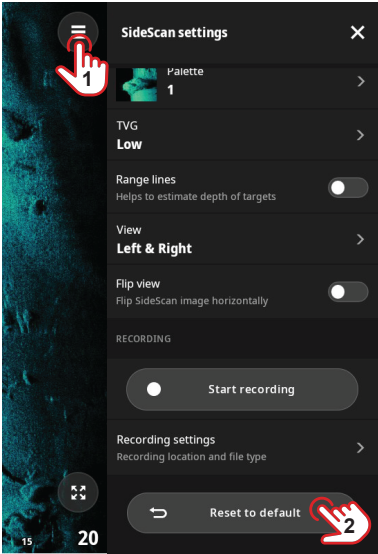 SideScan settings
1
Palette
1
TVG
Low
Range lines
Helps to estimate depth of targets
View
Left & Right
Flip view
Flip SideScan image horizontally
RECORDING
Start recording
Recording settings
Recording location and file type
Reset to default
2
15
20